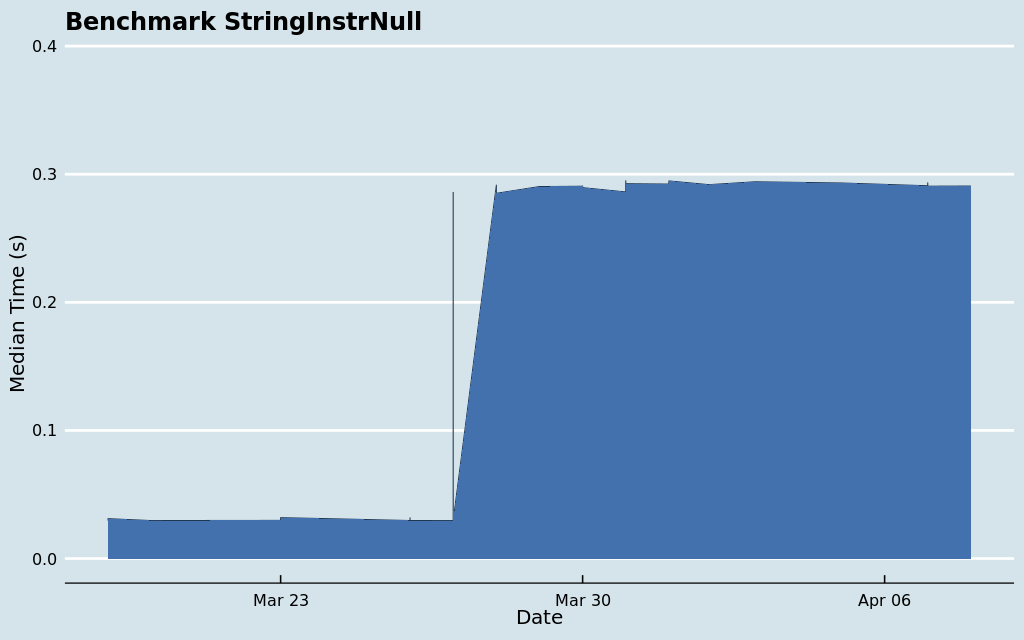 Benchmark StringInstrNull
0.4
0.3
0.2
0.1
0.0
Median Time (s)
Mar 23
Mar 30
Apr 06
Date